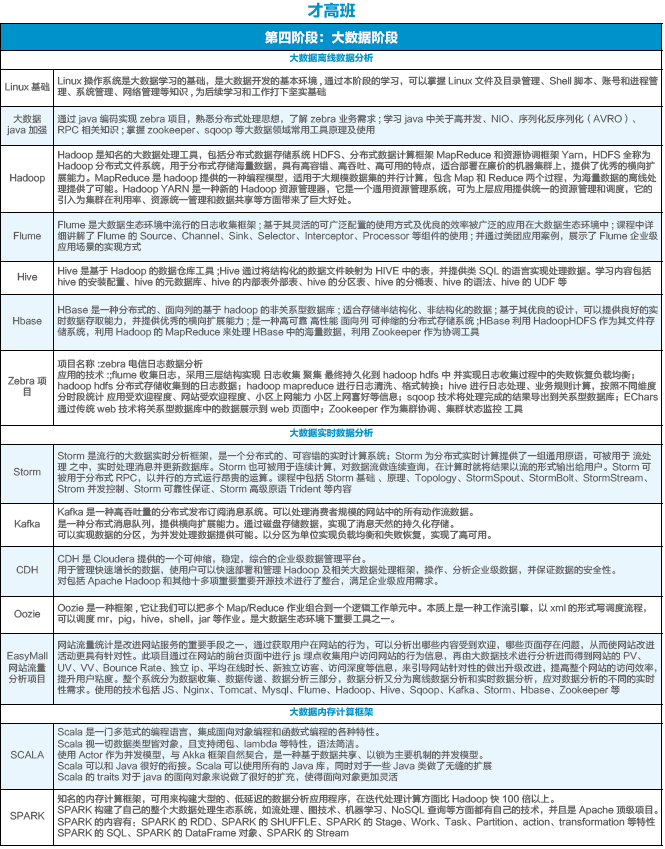 才高班
第四阶段：大数据阶段
大数据离线数据分析
Linux 基础
Linux 操作系统是大数据学习的基础，是大数据开发的基本环境，通过本阶段的学习，可以掌握 Linux 文件及目录管理、Shell 脚本、账号和进程管
理、系统管理、网络管理等知识，为后续学习和工作打下坚实基础
大数据
java 加强
通过 java 编码实现 zebra 项目，熟悉分布式处理思想，了解 zebra 业务需求；学习 java 中关于高并发、NIO、序列化反序列化（AVRO）、
RPC 相关知识；掌握 zookeeper、sqoop 等大数据领域常用工具原理及使用
Hadoop
Hadoop 是知名的大数据处理工具，包括分布式数据存储系统 HDFS、分布式数据计算框架 MapReduce 和资源协调框架 Yarn，HDFS 全称为
Hadoop 分布式文件系统，用于分布式存储海量数据，具有高容错、高吞吐、高可用的特点，适合部署在廉价的机器集群上，提供了优秀的横向扩
展能力。MapReduce 是 hadoop 提供的一种编程模型，适用于大规模数据集的并行计算，包含 Map 和 Reduce 两个过程，为海量数据的离线处
理提供了可能。Hadoop YARN 是一种新的 Hadoop 资源管理器，它是一个通用资源管理系统，可为上层应用提供统一的资源管理和调度，它的
引入为集群在利用率、资源统一管理和数据共享等方面带来了巨大好处。
Flume
Flume 是大数据生态环境中流行的日志收集框架；基于其灵活的可广泛配置的使用方式及优良的效率被广泛的应用在大数据生态环境中；课程中详
细讲解了 Flume 的 Source、Channel、Sink、Selector、Interceptor、Processor 等组件的使用；并通过美团应用案例，展示了 Flume 企业级
应用场景的实现方式
Hive
Hive 是基于 Hadoop 的数据仓库工具；Hive 通过将结构化的数据文件映射为 HIVE 中的表，并提供类 SQL 的语言实现处理数据。学习内容包括
hive 的安装配置、hive 的元数据库、hive 的内部表外部表、hive 的分区表、hive 的分桶表、hive 的语法、hive 的 UDF 等
Hbase
HBase 是一种分布式的、面向列的基于 hadoop 的非关系型数据库；适合存储半结构化、非结构化的数据；基于其优良的设计，可以提供良好的实
时数据存取能力，并提供优秀的横向扩展能力；是一种高可靠 高性能 面向列 可伸缩的分布式存储系统；HBase 利用 HadoopHDFS 作为其文件存
储系统，利用 Hadoop 的 MapReduce 来处理 HBase 中的海量数据，利用 Zookeeper 作为协调工具
Zebra 项
目
项目名称 :zebra 电信日志数据分析
应用的技术 :;flume 收集日志，采用三层结构实现 日志收集 聚集 最终持久化到 hadoop hdfs 中 并实现日志收集过程中的失败恢复负载均衡；
hadoop hdfs 分布式存储收集到的日志数据；hadoop mapreduce 进行日志清洗、格式转换；hive 进行日志处理、业务规则计算，按照不同维度
分时段统计 应用受欢迎程度、网站受欢迎程度、小区上网能力 小区上网喜好等信息；sqoop 技术将处理完成的结果导出到关系型数据库；EChars
通过传统 web 技术将关系型数据库中的数据展示到 web 页面中；Zookeeper 作为集群协调、集群状态监控 工具
大数据实时数据分析
Storm
Storm 是流行的大数据实时分析框架，是一个分布式的、可容错的实时计算系统；Storm 为分布式实时计算提供了一组通用原语，可被用于 流处
理 之中，实时处理消息并更新数据库。Storm 也可被用于连续计算，对数据流做连续查询，在计算时就将结果以流的形式输出给用户。Storm 可
被用于分布式 RPC，以并行的方式运行昂贵的运算。课程中包括 Storm 基础 、原理、Topology、StormSpout、StormBolt、StormStream、
Strom 并发控制、Storm 可靠性保证、Storm 高级原语 Trident 等内容
Kafka
Kafka 是一种高吞吐量的分布式发布订阅消息系统。可以处理消费者规模的网站中的所有动作流数据。
是一种分布式消息队列，提供横向扩展能力。通过磁盘存储数据，实现了消息天然的持久化存储。
可以实现数据的分区，为并发处理数据提供可能。以分区为单位实现负载均衡和失败恢复，实现了高可用。
CDH
CDH 是 Cloudera 提供的一个可伸缩，稳定，综合的企业级数据管理平台。
用于管理快速增长的数据，使用户可以快速部署和管理 Hadoop 及相关大数据处理框架，操作、分析企业级数据，并保证数据的安全性。
对包括 Apache Hadoop 和其他十多项重要重要开源技术进行了整合，满足企业级应用需求。
Oozie
Oozie 是一种框架，它让我们可以把多个 Map/Reduce 作业组合到一个逻辑工作单元中。本质上是一种工作流引擎，以 xml 的形式写调度流程，
可以调度 mr，pig，hive，shell，jar 等作业。是大数据生态环境下重要工具之一。
EasyMall
网站流量
分析项目
网站流量统计是改进网站服务的重要手段之一，通过获取用户在网站的行为，可以分析出哪些内容受到欢迎，哪些页面存在问题，从而使网站改进
活动更具有针对性。此项目通过在网站的前台页面中进行 js 埋点收集用户访问网站的行为信息，再由大数据技术进行分析进而得到网站的 PV、
UV、VV、Bounce Rate、独立 ip、平均在线时长、新独立访客、访问深度等信息，来引导网站针对性的做出升级改进，提高整个网站的访问效率，
提升用户粘度。整个系统分为数据收集、数据传递、数据分析三部分，数据分析又分为离线数据分析和实时数据分析，应对数据分析的不同的实时
性需求。使用的技术包括 JS、Nginx、Tomcat、Mysql、Flume、Hadoop、Hive、Sqoop、Kafka、Storm、Hbase、Zookeeper 等
大数据内存计算框架
SCALA
Scala 是一门多范式的编程语言，集成面向对象编程和函数式编程的各种特性。
Scala 视一切数据类型皆对象，且支持闭包、lambda 等特性，语法简洁。
使用 Actor 作为并发模型，与 Akka 框架自然契合，是一种基于数据共享、以锁为主要机制的并发模型。
Scala 可以和 Java 很好的衔接。Scala 可以使用所有的 Java 库，同时对于一些 Java 类做了无缝的扩展
Scala 的 traits 对于 java 的面向对象来说做了很好的扩充，使得面向对象更加灵活
SPARK
知名的内存计算框架，可用来构建大型的、低延迟的数据分析应用程序，在迭代处理计算方面比 Hadoop 快 100 倍以上。
SPARK 构建了自己的整个大数据处理生态系统，如流处理、图技术、机器学习、NoSQL 查询等方面都有自己的技术，并且是 Apache 顶级项目。
SPARK 的内容有：SPARK 的 RDD、SPARK 的 SHUFFLE、SPARK 的 Stage、Work、Task、Partition、action、transformation 等特性
SPARK 的 SQL、SPARK 的 DataFrame 对象、SPARK 的 Stream